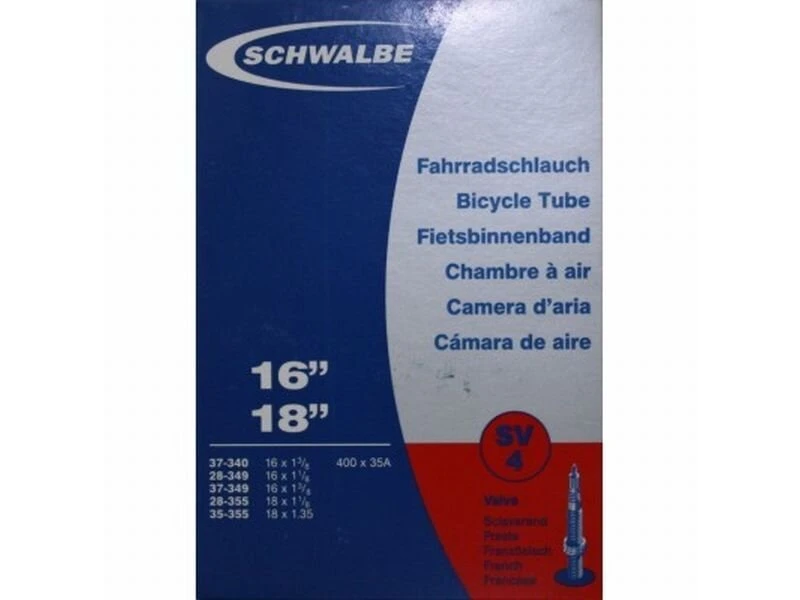 SCHWALBE
Fahrradschlauch
Bicycle Tube
Fietsbinnenband
Chambre à air
Camera d'aria
Cámara de aire
16”
18”
37-340 16 x 1 3/8 400 x 35A
28-349 16 x 1 1/8
37-349 16 x 1 3/8
28-355 18 x 1 1/8
35-355 18 x 1.35
SV
4
Valve
Sclaverand
Presta
Französisch
French
Francaise